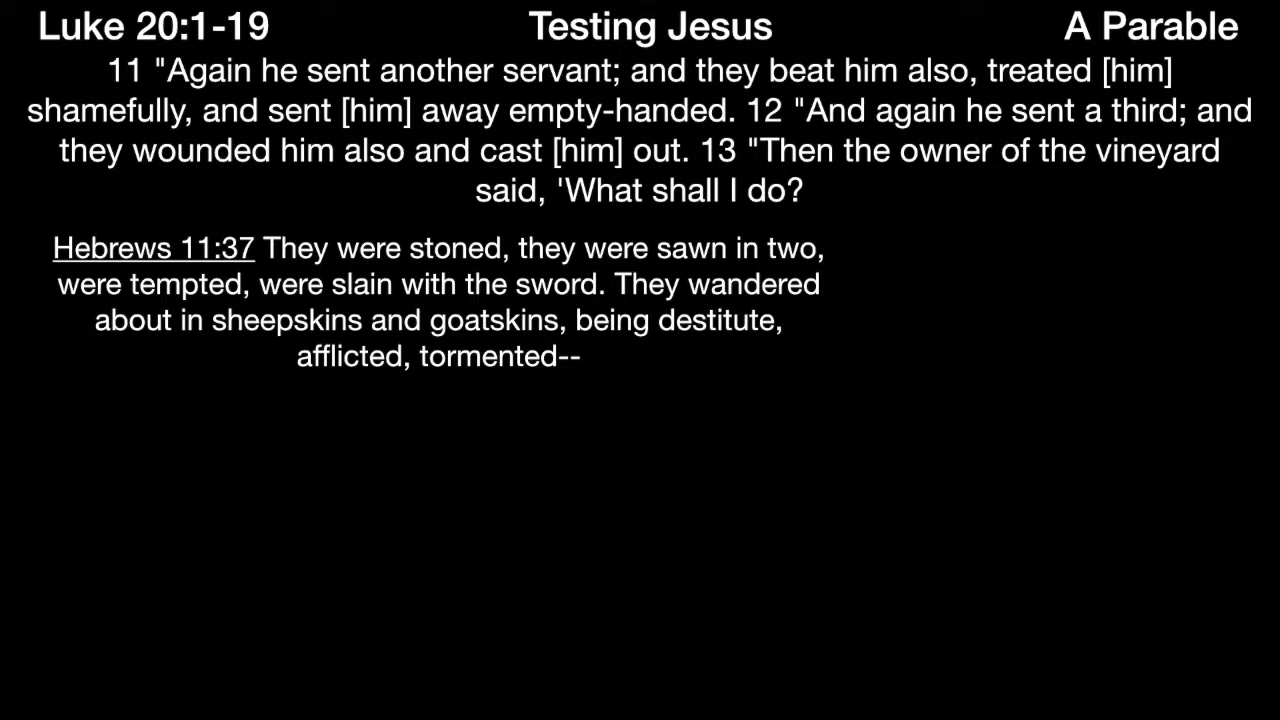 Luke 20:1-19 Testing Jesus A Parable
11 "Again he sent another servant; and they beat him also, treated [him]
shamefully, and sent [him] away empty-handed. 12 "And again he sent a third; and
they wounded him also and cast [him] out. 13 "Then the owner of the vineyard
said, 'What shall I do?
Hebrews 11:37 They were stoned, they were sawn in two,
were tempted, were slain with the sword. They wandered
about in sheepskins and goatskins, being destitute,
afflicted, tormented--